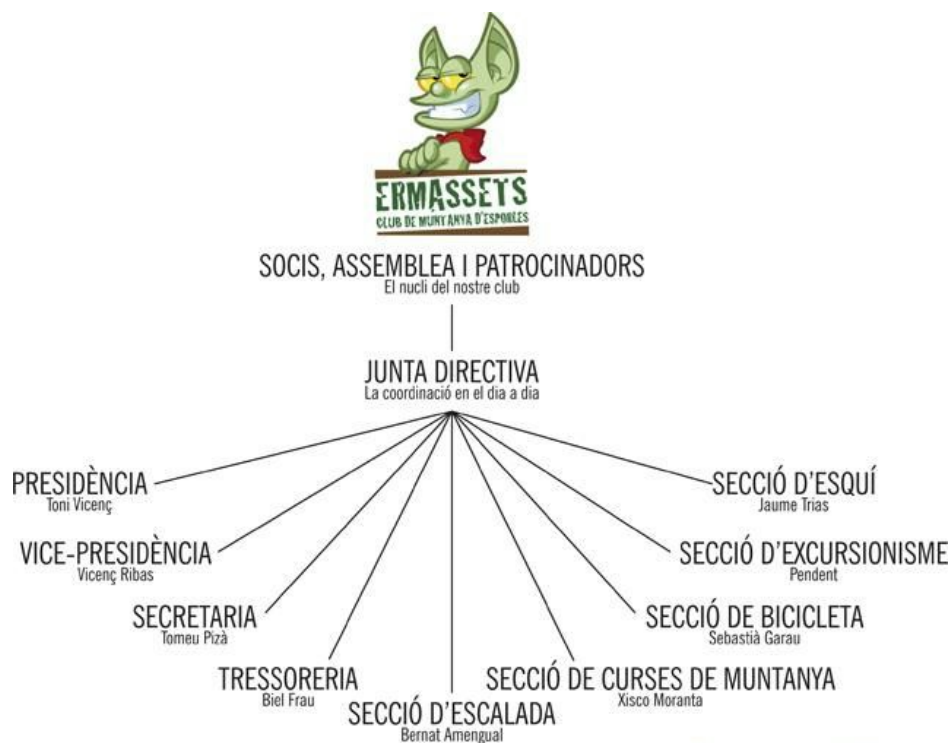 ERMASSETS
CLUB DE MUNTANYA D'ESPORLES
SOCIS, ASSEMBLEA I PATROCINADORS
El nucli del nostre club
JUNTA DIRECTIVA
La coordinació en el dia a dia
PRESIDÈNCIA
Toni Vicenç
VICE-PRESIDÈNCIA
Vicenç Ribas
SECRETARIA
Tomeu Pizà
TRESSORERIA
Biel Frau
SECCIÓ D'ESCALADA
Bernat Amengual
SECCIÓ DE CURSES DE MUNTANYA
Xisco Moranta
SECCIÓ DE BICICLETA
Sebastià Garau
SECCIÓ D'EXCURSIONISME
Pendent
SECCIÓ D'ESQUÍ
Jaume Trias